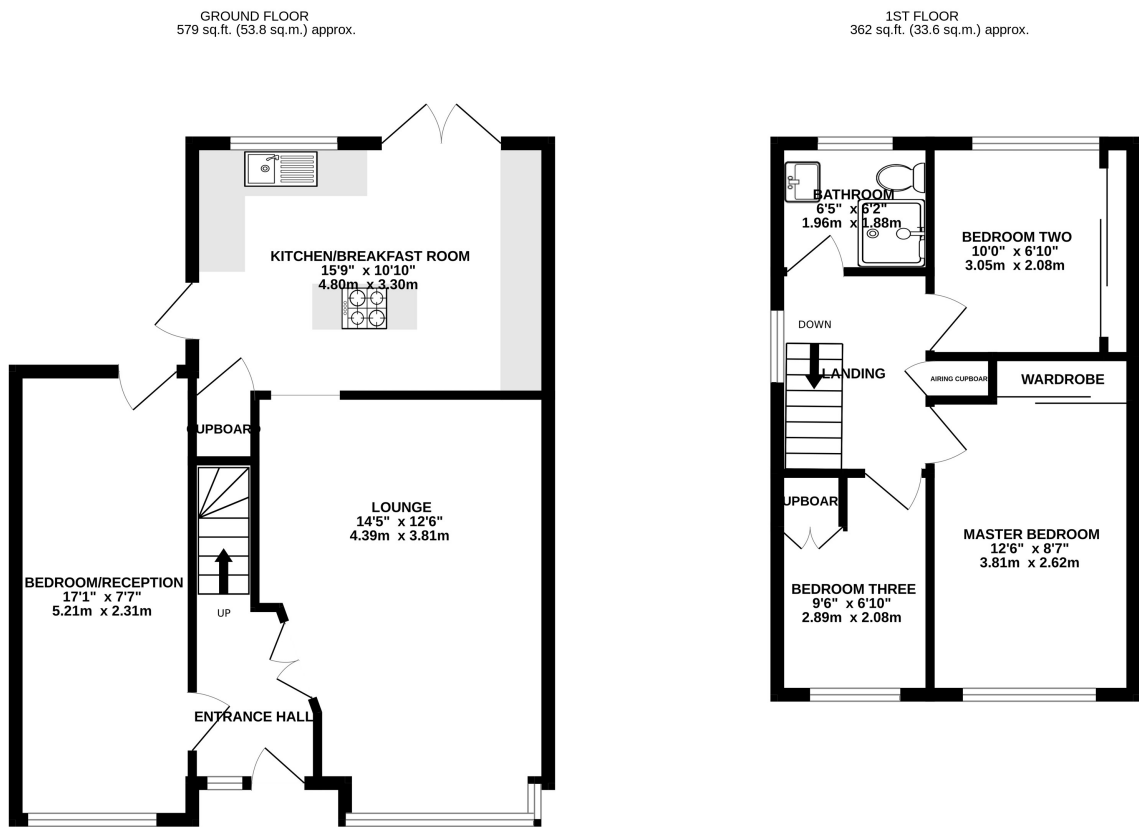 GROUND FLOOR
579 sq.ft. (53.8 sq.m.) approx.
1ST FLOOR
362 sq.ft. (33.6 sq.m.) approx.
KITCHEN/BREAKFAST ROOM
15'9" x 10'10"
4.80m x 3.30m
CUPBOARD
LOUNGE
14'5" x 12'6"
4.39m x 3.81m
BEDROOM/RECEPTION
17'1" x 7'7"
5.21m x 2.31m
UP
ENTRANCE HALL
BATHROOM
6'5" x 6'2"
1.96m x 1.88m
BEDROOM TWO
10'0" x 6'10"
3.05m x 2.08m
DOWN
LANDING
AIRING CUPBOARD
WARDROBE
CUPBOARD
MASTER BEDROOM
12'6" x 8'7"
3.81m x 2.62m
BEDROOM THREE
9'6" x 6'10"
2.89m x 2.08m